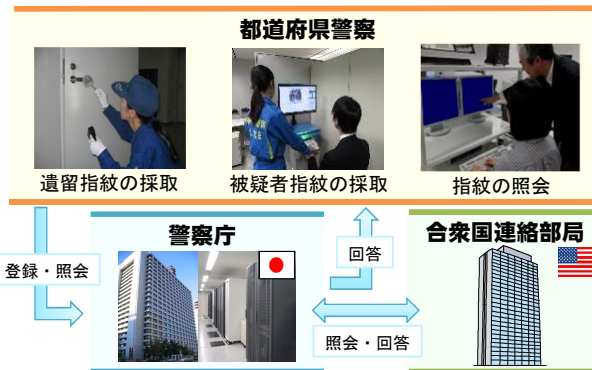 都道府県警察
遺留指紋の採取
被疑者指紋の採取
指紋の照会
登録・照会
警察庁
回答
合衆国連絡部局
照会・回答